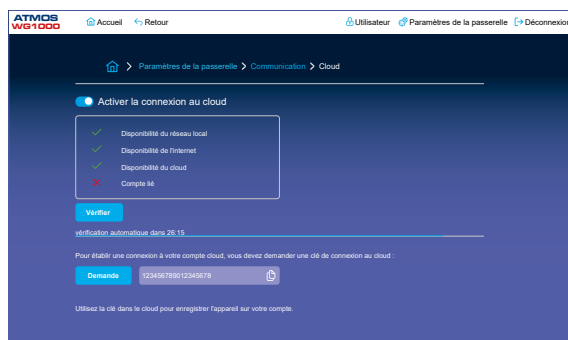 ATMOS
WG1000
Accueil Retour Utilisateur Paramètres de la passerelle Déconnexion
Paramètres de la passerelle Communication Cloud
Activer la connexion au cloud
Disponibilité du réseau local
Disponibilité de l'internet
Disponibilité du cloud
Compte lié
Vérifier
vérification automatique dans 26:15
Pour établir une connexion à votre compte cloud, vous devez demander une clé de connexion au cloud :
Demande 123456789012345678
Utilisez la clé dans le cloud pour enregistrer l'appareil sur votre compte.